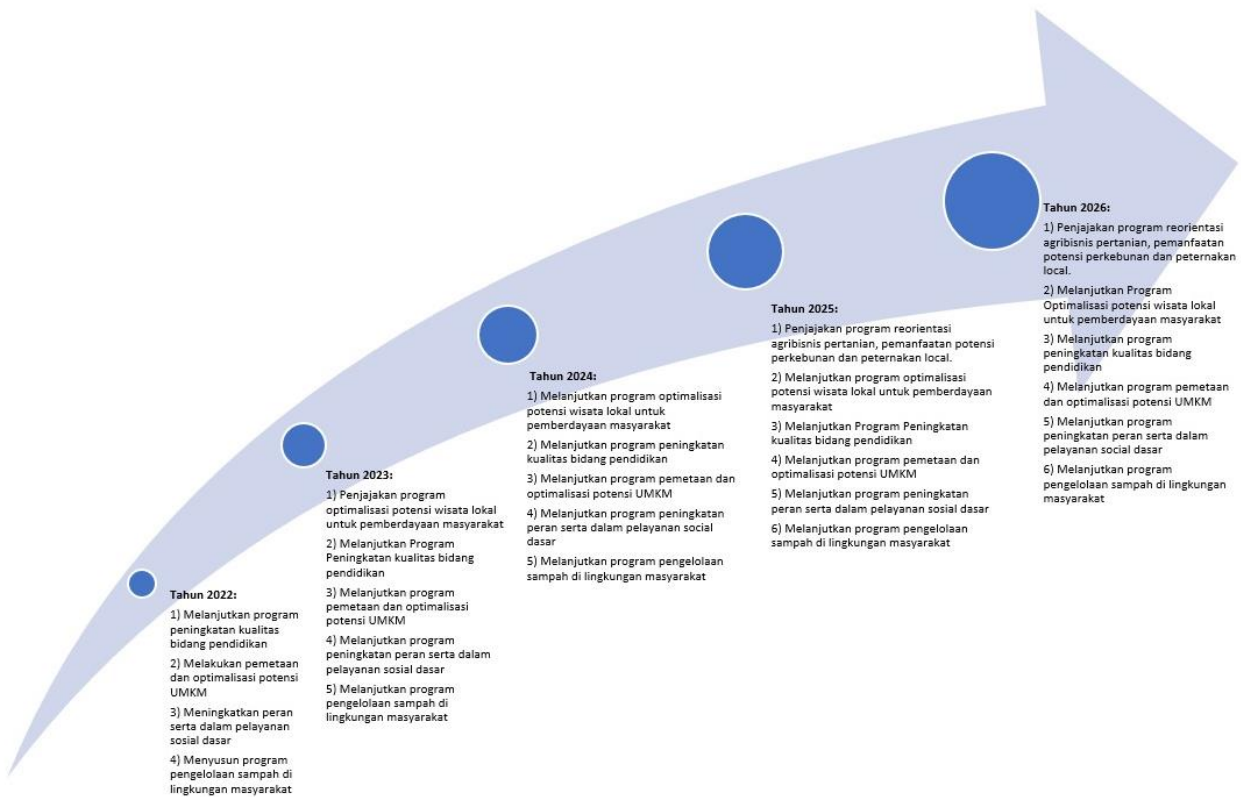 Tahun 2022:
1) Melanjutkan program
peningkatan kualitas
bidang pendidikan
2) Melakukan pemetaan
dan optimalisasi potensi
UMKM
3) Meningkatkan peran
serta dalam pelayanan
sosial dasar
4) Menyusun program
pengelolaan sampah di
lingkungan masyarakat
Tahun 2023:
1) Penjajakan program
optimalisasi potensi wisata lokal
untuk pemberdayaan masyarakat
2) Melanjutkan Program
Peningkatan kualitas bidang
pendidikan
3) Melanjutkan program
pemetaan dan optimalisasi
potensi UMKM
4) Melanjutkan program
peningkatan peran serta dalam
pelayanan sosial dasar
5) Melanjutkan program
pengelolaan sampah di
lingkungan masyarakat
Tahun 2024:
1) Melanjutkan program optimalisasi
potensi wisata lokal untuk
pemberdayaan masyarakat
2) Melanjutkan program peningkatan
kualitas bidang pendidikan
3) Melanjutkan program pemetaan dan
optimalisasi potensi UMKM
4) Melanjutkan program peningkatan
peran serta dalam pelayanan social
dasar
5) Melanjutkan program pengelolaan
sampah di lingkungan masyarakat
Tahun 2025:
1) Penjajakan program reorientasi
agribisnis pertanian, pemanfaatan potensi
perkebunan dan peternakan local.
2) Melanjutkan program optimalisasi
potensi wisata lokal untuk pemberdayaan
masyarakat
3) Melanjutkan Program Peningkatan
kualitas bidang pendidikan
4) Melanjutkan program pemetaan dan
optimalisasi potensi UMKM
5) Melanjutkan program peningkatan
peran serta dalam pelayanan sosial dasar
6) Melanjutkan program pengelolaan
sampah di lingkungan masyarakat
Tahun 2026:
1) Penjajakan program reorientasi
agribisnis pertanian, pemanfaatan
potensi perkebunan dan peternakan
local.
2) Melanjutkan Program
Optimalisasi potensi wisata lokal
untuk pemberdayaan masyarakat
3) Melanjutkan program
peningkatan kualitas bidang
pendidikan
4) Melanjutkan program pemetaan
dan optimalisasi potensi UMKM
5) Melanjutkan program
peningkatan peran serta dalam
pelayanan social dasar
6) Melanjutkan program
pengelolaan sampah di lingkungan
masyarakat